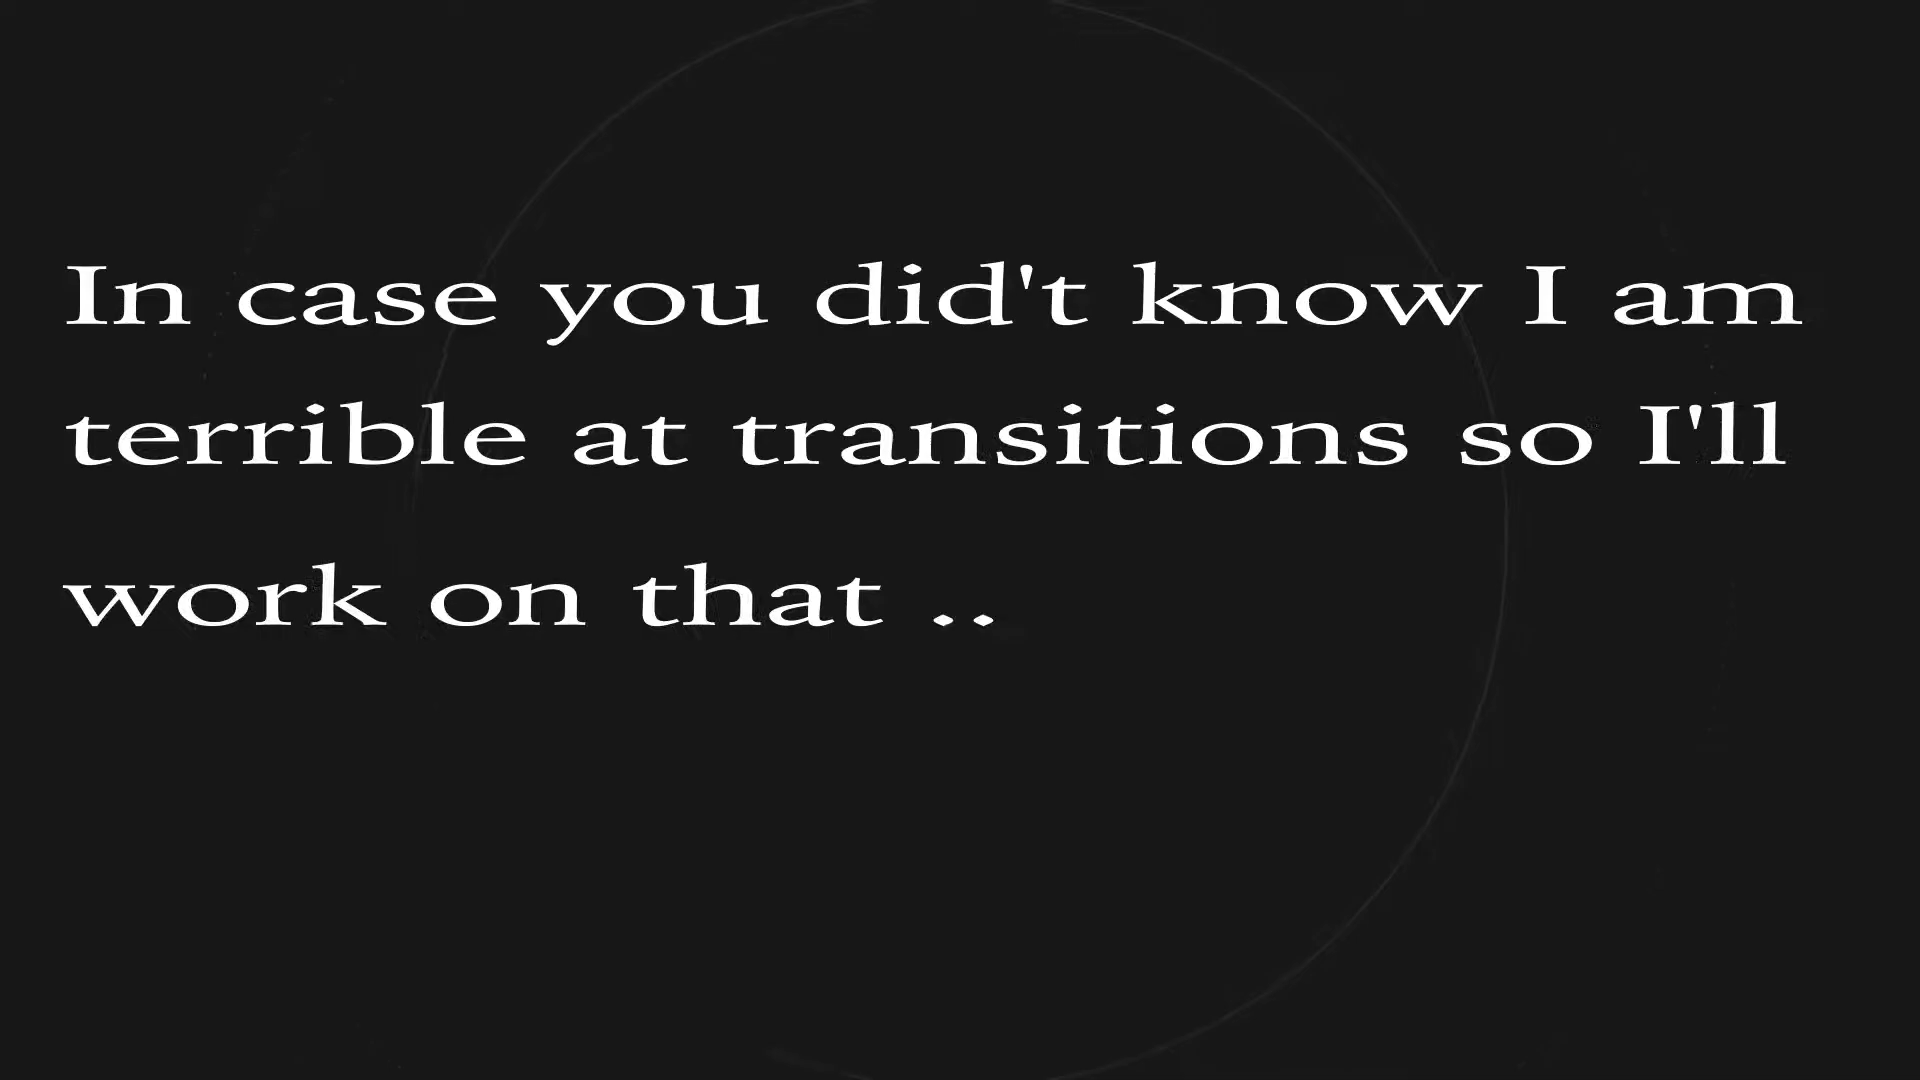 In case you did't know I am
terrible at transitions so I'll
work on that ..